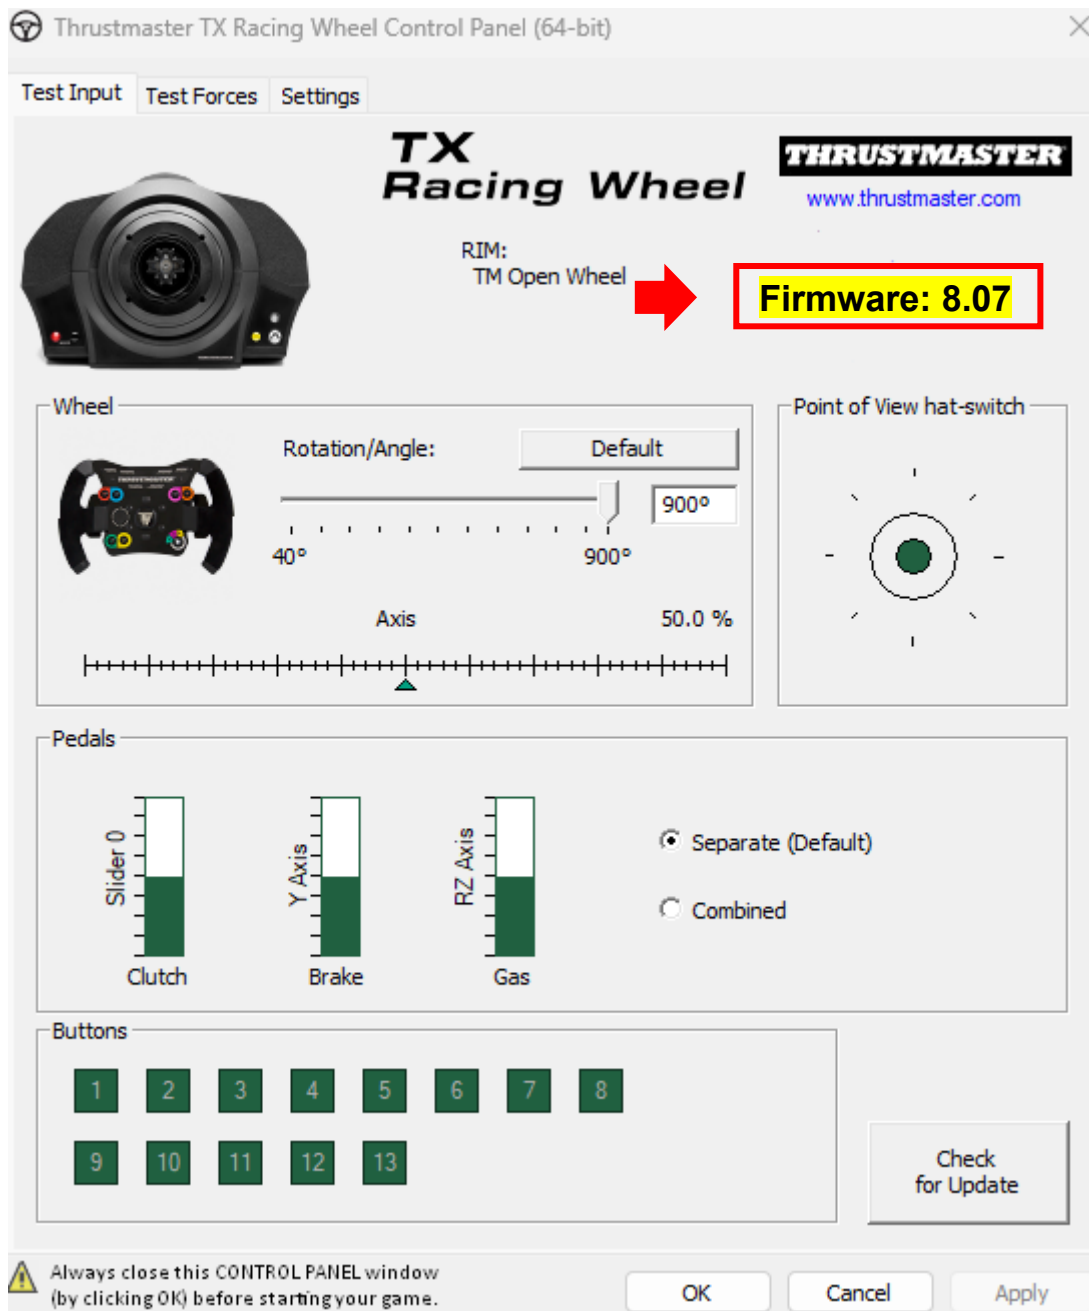 Thrustmaster TX Racing Wheel Control Panel (64-bit)
Test Input Test Forces Settings
TX
Racing Wheel
THRUSTMASTER
www.thrustmaster.com
RIM:
TM Open Wheel
Firmware: 8.07
Wheel
Rotation/Angle:
Default
900º
40° 900°
Axis 50.0 %
Point of View hat-switch
Pedals
Slider 0
Clutch
Y Axis
Brake
RZ Axis
Gas
Separate (Default)
Combined
Buttons
1 2 3 4 5 6 7 8
9 10 11 12 13
Check
for Update
Always close this CONTROL PANEL window
(by clicking OK) before starting your game.
OK Cancel Apply